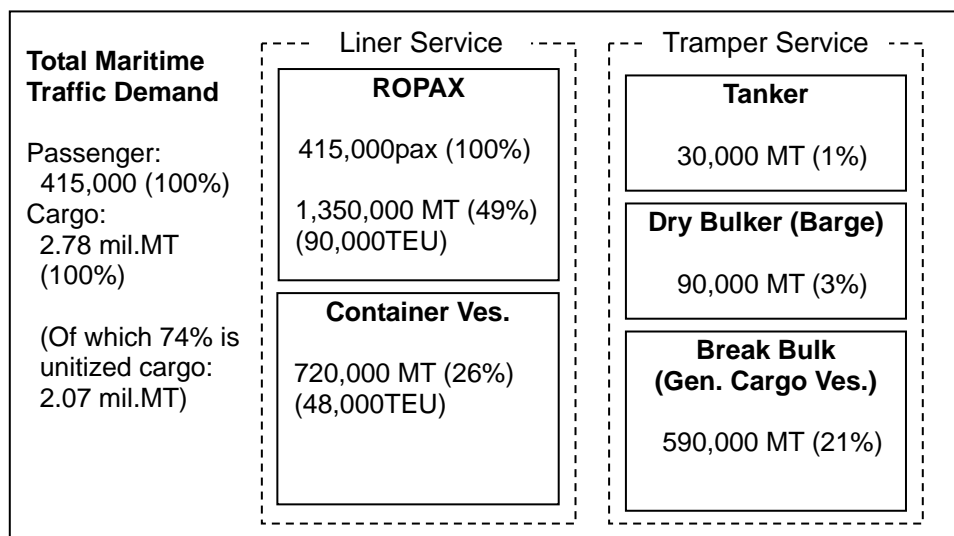 Total Maritime
Traffic Demand
Passenger:
415,000 (100%)
Cargo:
2.78 mil.MT
(100%)
(Of which 74% is
unitized cargo:
2.07 mil.MT)
Liner Service
ROPAX
415,000pax (100%)
1,350,000 MT (49%)
(90,000TEU)
Container Ves.
720,000 MT (26%)
(48,000TEU)
Tramper Service
Tanker
30,000 MT (1%)
Dry Bulker (Barge)
90,000 MT (3%)
Break Bulk
(Gen. Cargo Ves.)
590,000 MT (21%)